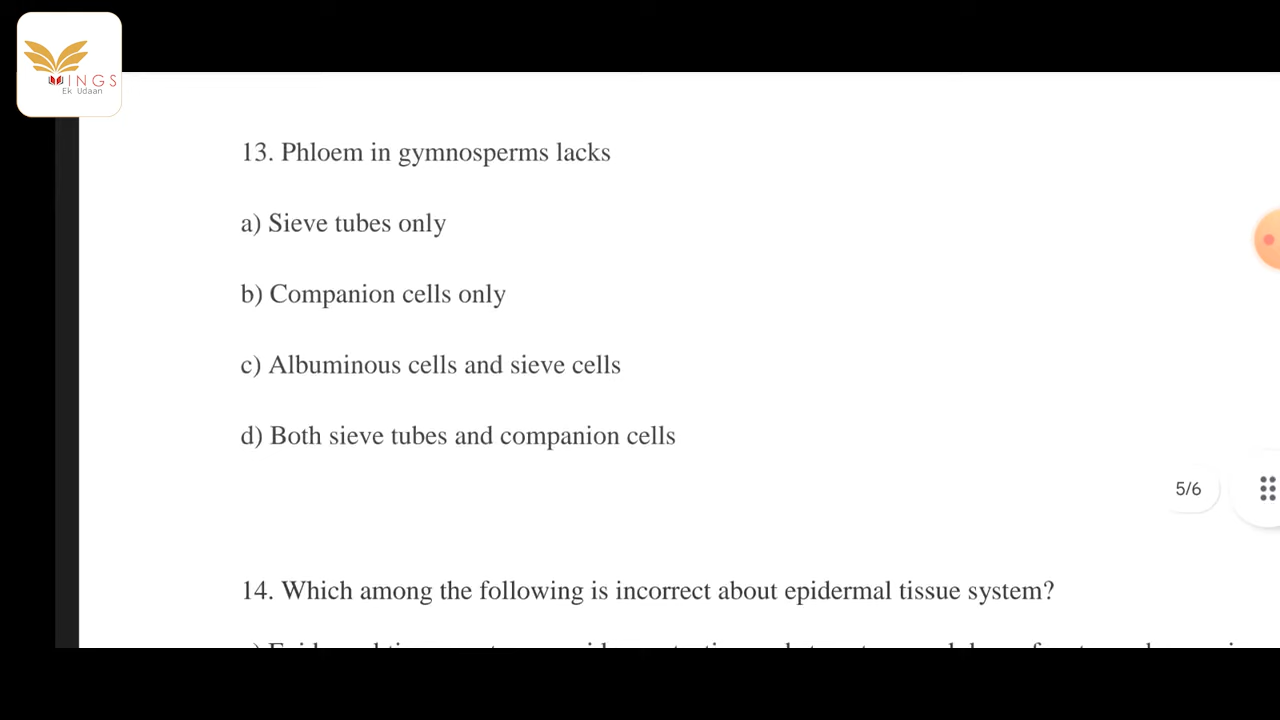 WINGS
Ek Udaan
13. Phloem in gymnosperms lacks
a) Sieve tubes only
b) Companion cells only
c) Albuminous cells and sieve cells
d) Both sieve tubes and companion cells
5/6
14. Which among the following is incorrect about epidermal tissue system?